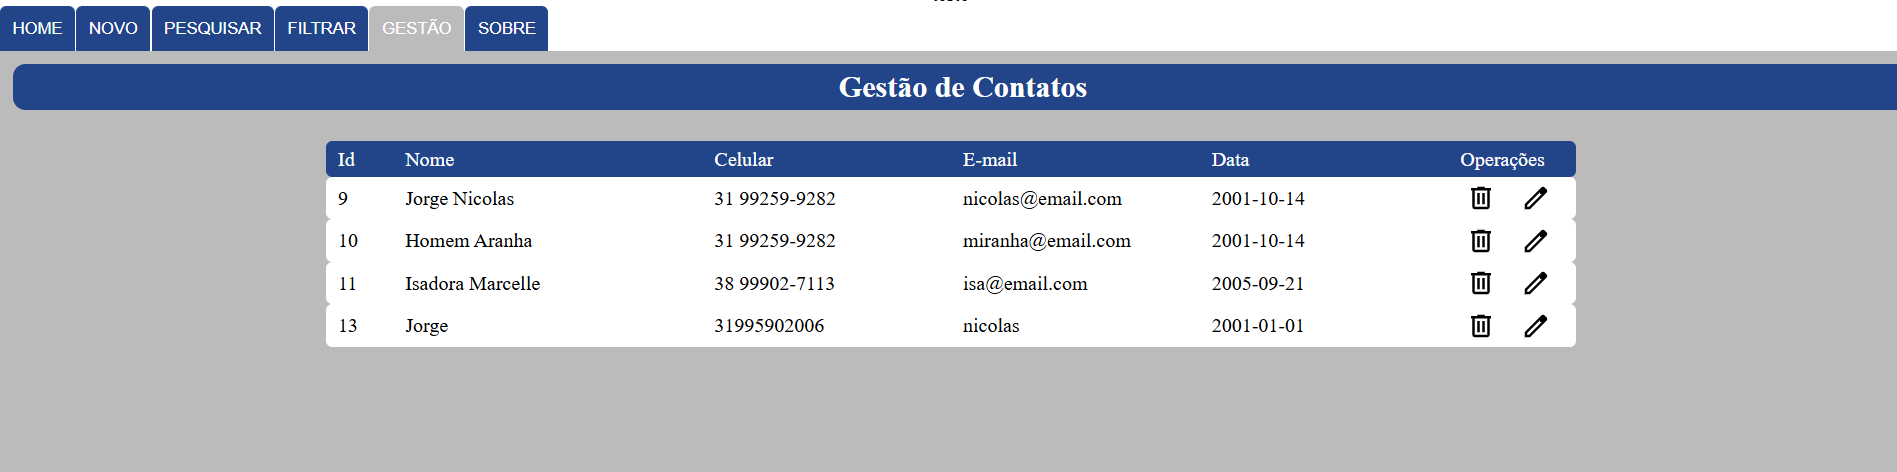 HOME NOVO PESQUISAR FILTRAR GESTÃO SOBRE
Gestão de Contatos
Id Nome Celular E-mail Data Operações
9 Jorge Nicolas 31 99259-9282 nicolas@email.com 2001-10-14
10 Homem Aranha 31 99259-9282 miranha@email.com 2001-10-14
11 Isadora Marcelle 38 99902-7113 isa@email.com 2005-09-21
13 Jorge 31995902006 nicolas 2001-01-01